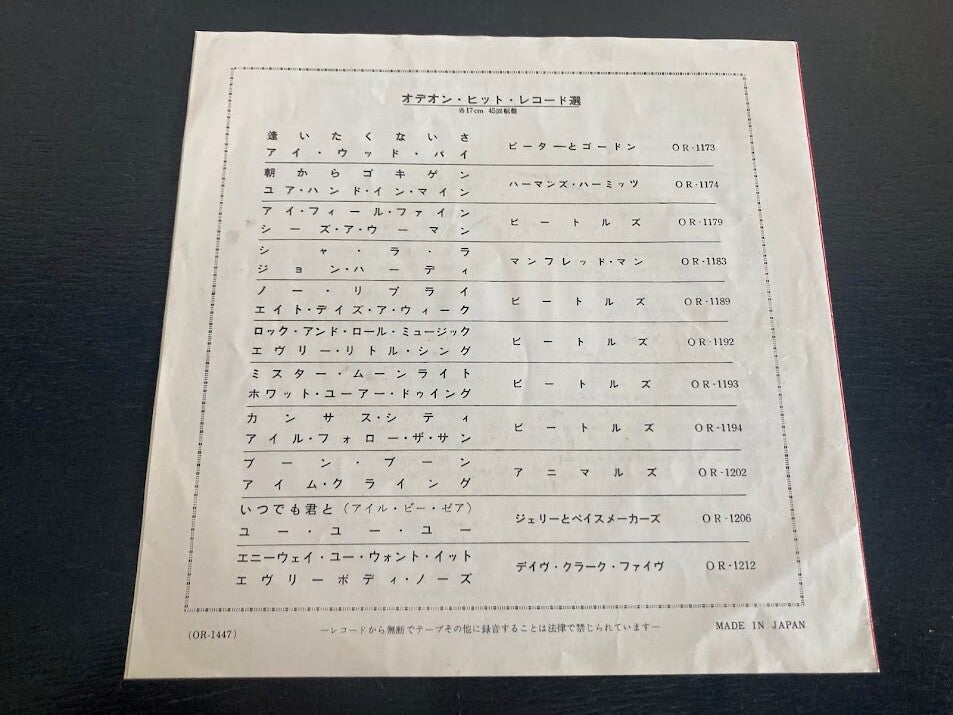 オデオン・ヒット・レコード選
各17cm 45回転盤
逢いたくないさ
アイ・ウッド・バイ
ピーターとゴードン OR-1173
朝からゴキゲン
ユア・ハンド・イン・マイン
ハーマンズ・ハーミッツ OR-1174
アイ・フィール・ファイン
シーズ・ア・ウーマン
ビートルズ OR-1179
シャ・ラ・ラ
ジョン・ハーディ
マンフレッド・マン OR-1183
ノー・リプライ
エイト・デイズ・ア・ウィーク
ビートルズ OR-1189
ロック・アンド・ロール・ミュージック
エヴリー・リトル・シング
ビートルズ OR-1192
ミスター・ムーンライト
ホワット・ユーアー・ドゥイング
ビートルズ OR-1193
カンサス・シティ
アイル・フォロー・ザ・サン
ビートルズ OR-1194
ブーン・ブーン
アイム・クライング
アニマルズ OR-1202
いつでも君と(アイル・ビー・ゼア)
ユー・ユー・ユー
ジェリーとペイスメーカーズ OR-1206
エニーウェイ・ユー・ウォント・イット
エヴリーボディ・ノーズ
デイヴ・クラーク・ファイヴ OR-1212
(OR-1447) ―レコードから無断でテープその他に録音することは法律で禁じられています― MADE IN JAPAN